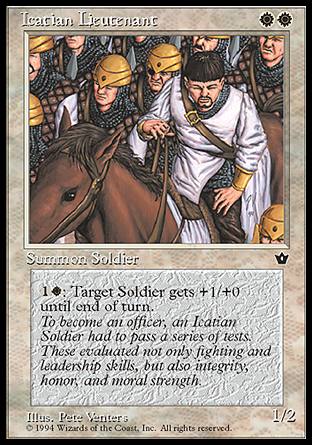 Icatian Lieutenant
Summon Soldier
1: Target Soldier gets +1/+0
until end of turn.
To become an officer, an Icatian
Soldier had to pass a series of tests.
These evaluated not only fighting and
leadership skills, but also integrity,
honor, and moral strength.
Illus. Pete Venters
© 1994 Wizards of the Coast, Inc. All rights reserved.
1/2